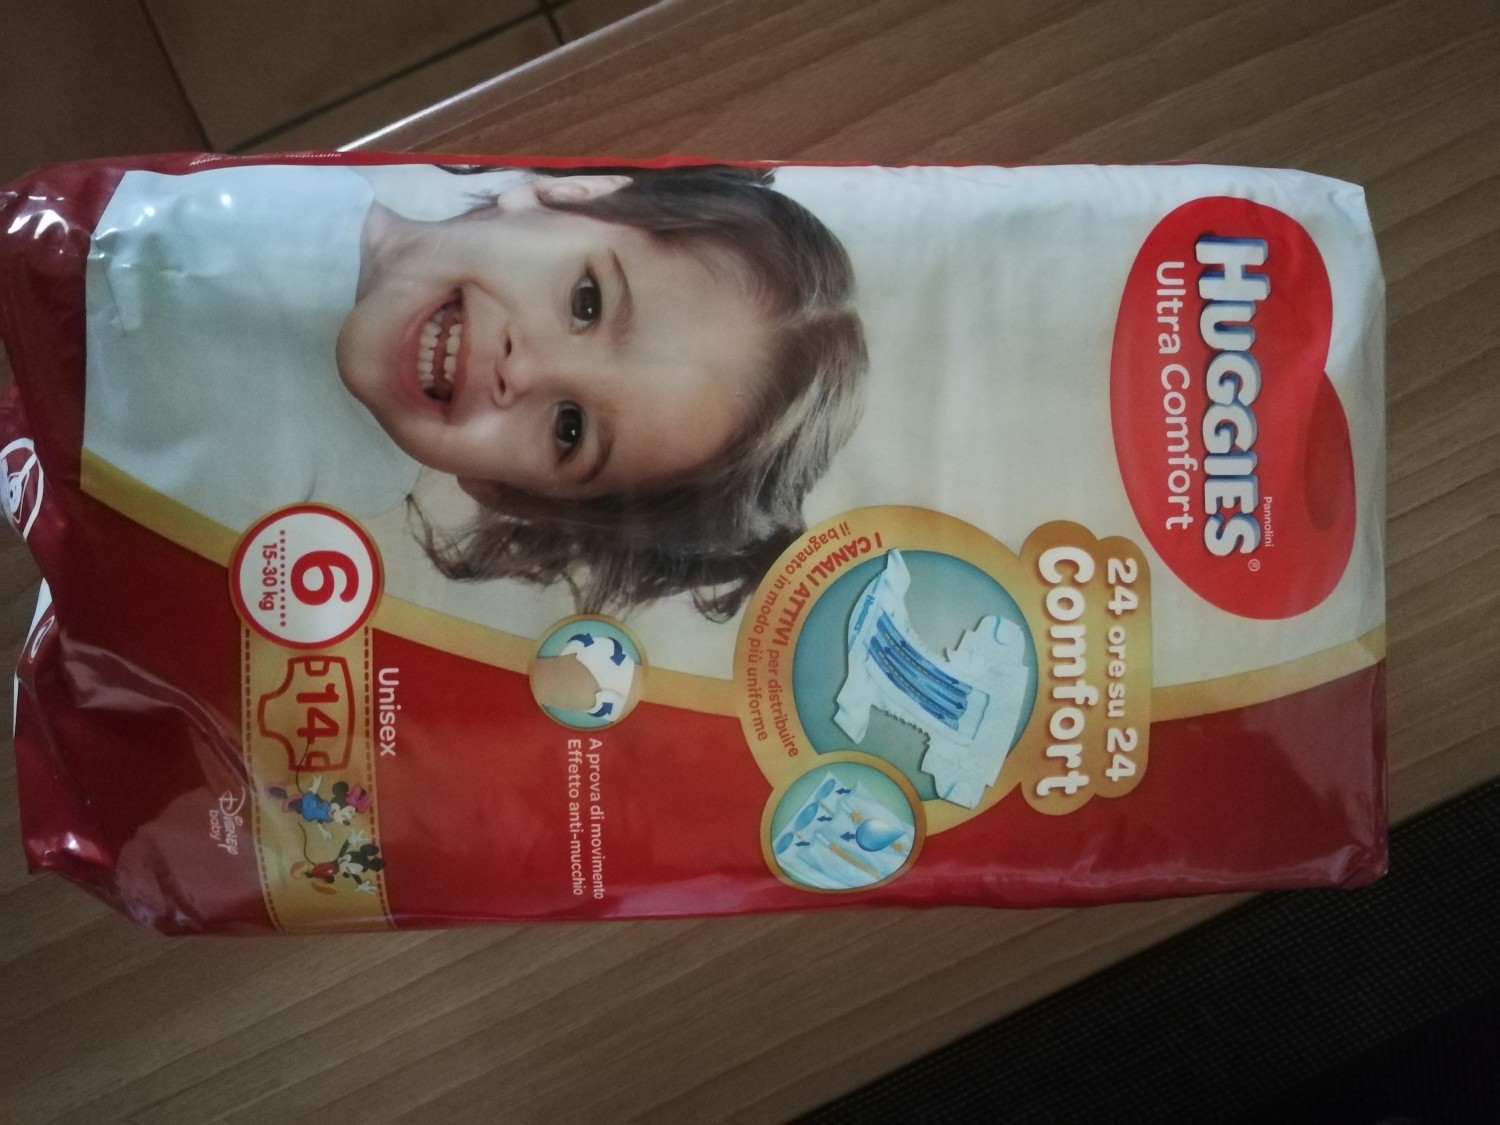 Pannolini
HUGGIES®
Ultra Comfort
24 ore su 24
Comfort
I CANALI ATTIVI per distribuire
il bagnato in modo più uniforme
HUGGIES
A prova di movimento
Effetto anti-mucchio
Unisex
6
15-30 kg
14
Disney
baby